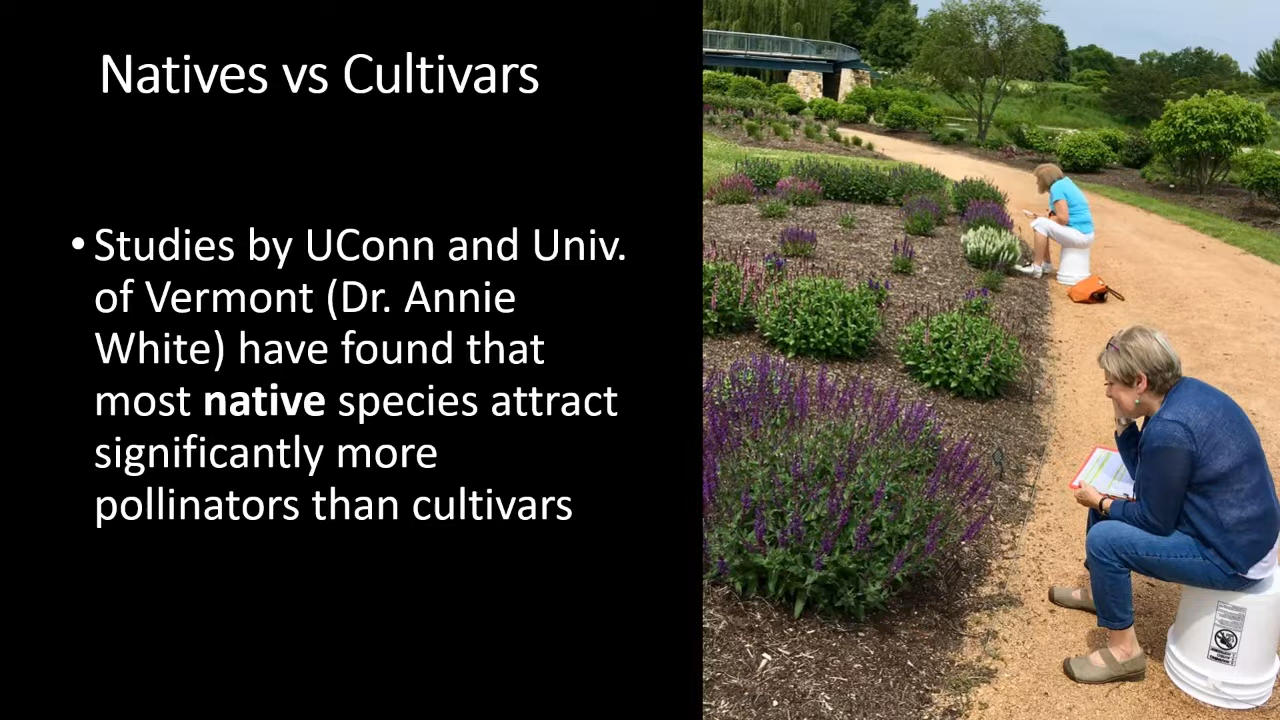 Natives vs Cultivars
• Studies by UConn and Univ.
of Vermont (Dr. Annie
White) have found that
most native species attract
significantly more
pollinators than cultivars